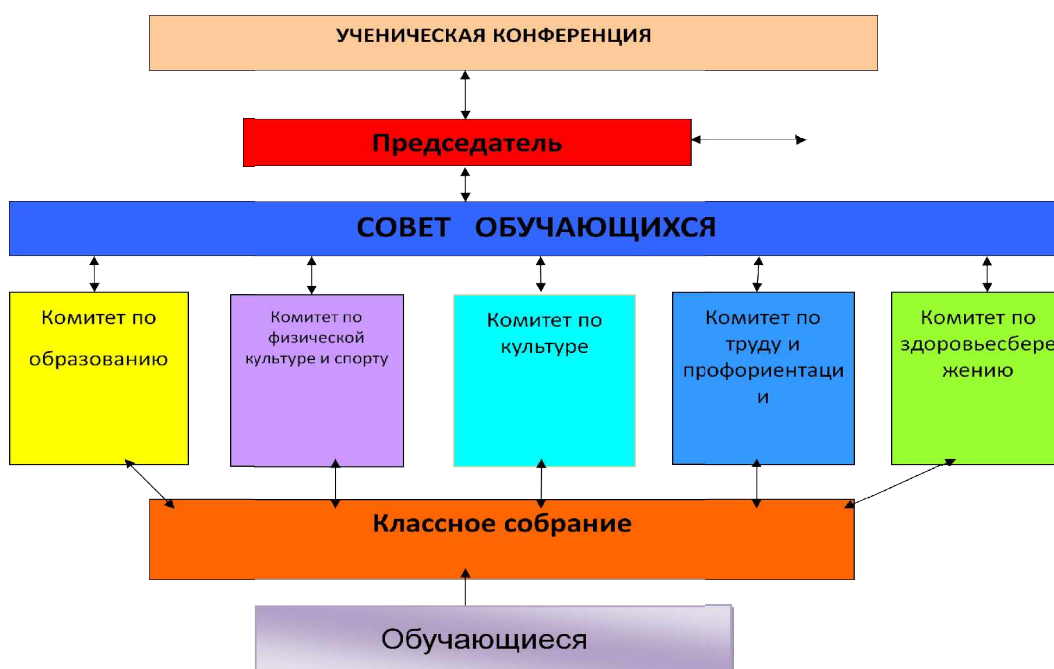 УЧЕНИЧЕСКАЯ КОНФЕРЕНЦИЯ
Председатель
СОВЕТ ОБУЧАЮЩИХСЯ
Комитет по
образованию
Комитет по
физической
культуре и спорту
Комитет по
культуре
Комитет по
труду и
профориентаци
и
Комитет по
здоровьесбере
жению
Классное собрание
Обучающиеся